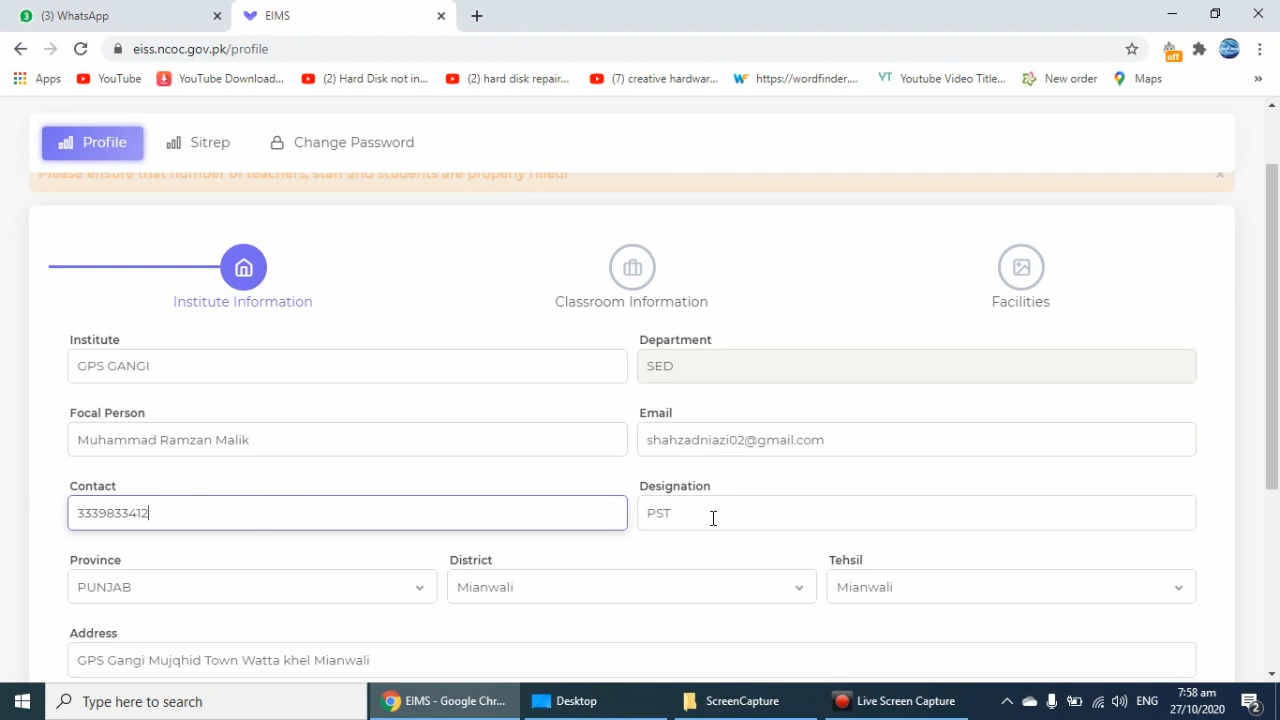 (3) WhatsApp
EIMS
eiss.ncoc.gov.pk/profile
off
Apps
YouTube
YouTube Download...
(2) Hard Disk not in...
(2) hard disk repair...
(7) creative hardwar...
https://wordfinder....
YT Youtube Video Title...
New order
Maps
Profile
Sitrep
Change Password
Please ensure that number of teachers, staff and students are properly filled!
Institute Information
Classroom Information
Facilities
Institute
Department
GPS GANGI
SED
Focal Person
Email
Muhammad Ramzan Malik
shahzadniazi02@gmail.com
Contact
Designation
3339833412
PST
Province
District
Tehsil
PUNJAB
Mianwali
Mianwali
Address
GPS Gangi Mujqhid Town Watta khel Mianwali
Type here to search
EIMS - Google Chr...
Desktop
ScreenCapture
Live Screen Capture
ENG
7:58 am
27/10/2020
2